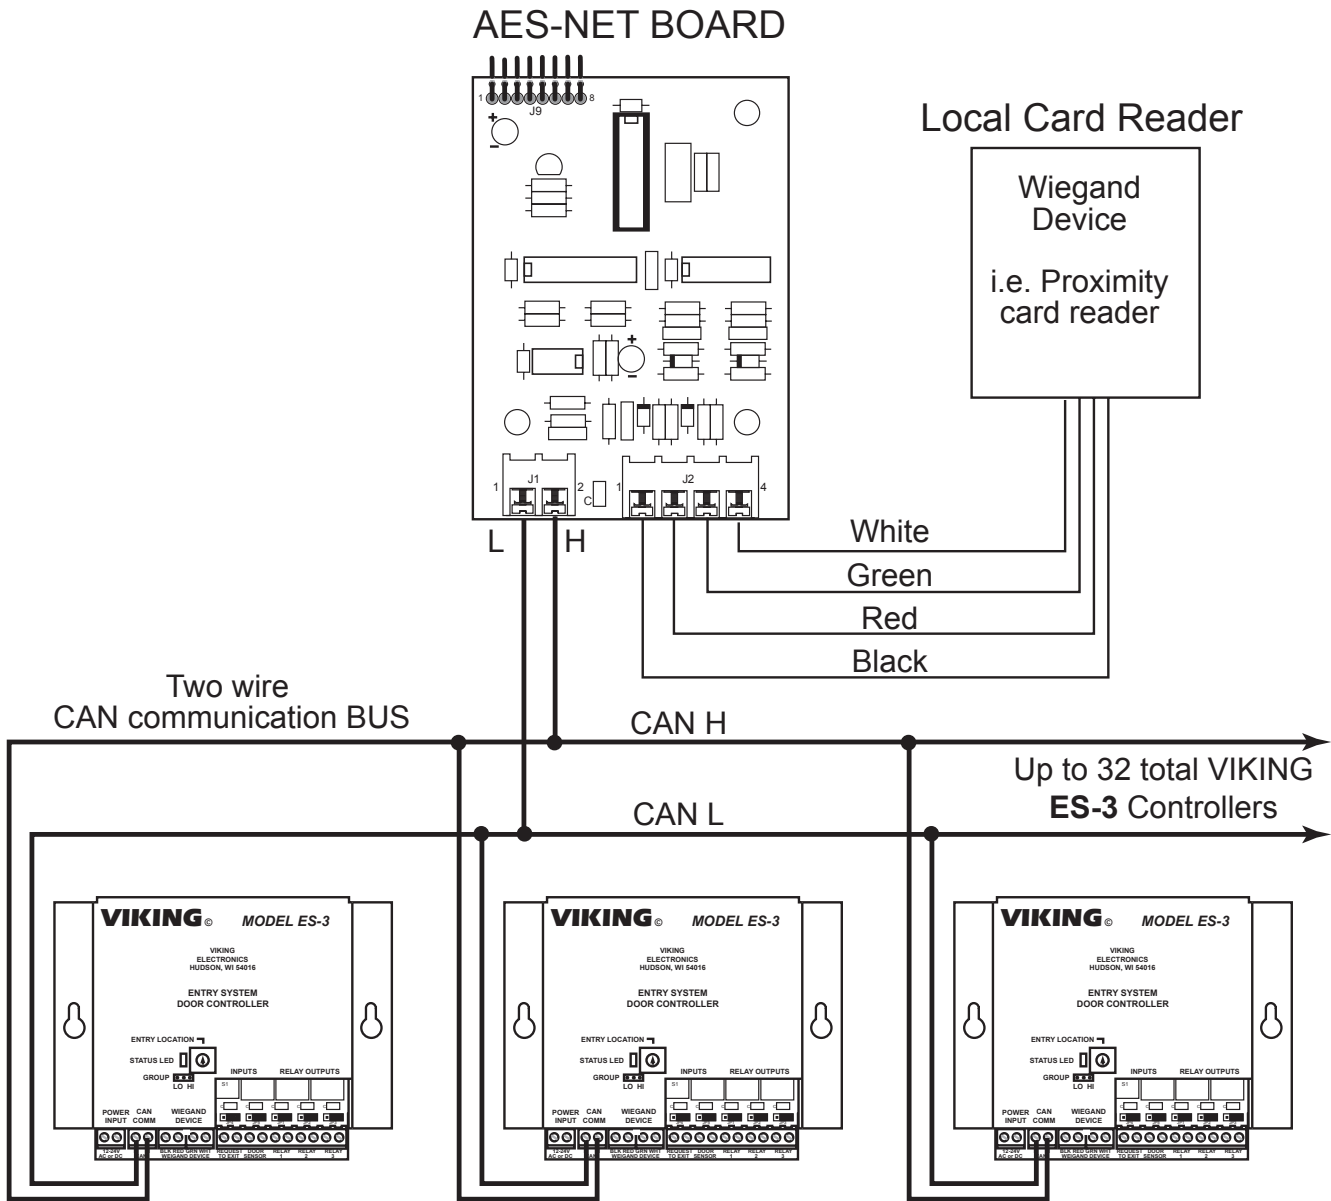 AES-NET BOARD
1 8
J9
+
-
Local Card Reader
Wiegand
Device
i.e. Proximity
card reader
+
-
1 J1 2 C 1 J2 4
L H
White
Green
Red
Black
Two wire
CAN communication BUS
CAN H
Up to 32 total VIKING
ES-3 Controllers
CAN L
VIKING © MODEL ES-3
VIKING
ELECTRONICS
HUDSON, WI 54016
ENTRY SYSTEM
DOOR CONTROLLER
ENTRY LOCATION
STATUS LED
GROUP
LO HI
INPUTS RELAY OUTPUTS
S1
POWER INPUT
CAN COMM
WIEGAND DEVICE
12-24V
AC or DC
BLK RED GRN WHT
WEIGAND DEVICE
REQUEST
TO EXIT
DOOR
SENSOR
RELAY
1
RELAY
2
RELAY
3
VIKING © MODEL ES-3
VIKING
ELECTRONICS
HUDSON, WI 54016
ENTRY SYSTEM
DOOR CONTROLLER
ENTRY LOCATION
STATUS LED
GROUP
LO HI
INPUTS RELAY OUTPUTS
S1
POWER INPUT
CAN COMM
WIEGAND DEVICE
12-24V
AC or DC
BLK RED GRN WHT
WEIGAND DEVICE
REQUEST
TO EXIT
DOOR
SENSOR
RELAY
1
RELAY
2
RELAY
3
VIKING © MODEL ES-3
VIKING
ELECTRONICS
HUDSON, WI 54016
ENTRY SYSTEM
DOOR CONTROLLER
ENTRY LOCATION
STATUS LED
GROUP
LO HI
INPUTS RELAY OUTPUTS
S1
POWER INPUT
CAN COMM
WIEGAND DEVICE
12-24V
AC or DC
BLK RED GRN WHT
WEIGAND DEVICE
REQUEST
TO EXIT
DOOR
SENSOR
RELAY
1
RELAY
2
RELAY
3